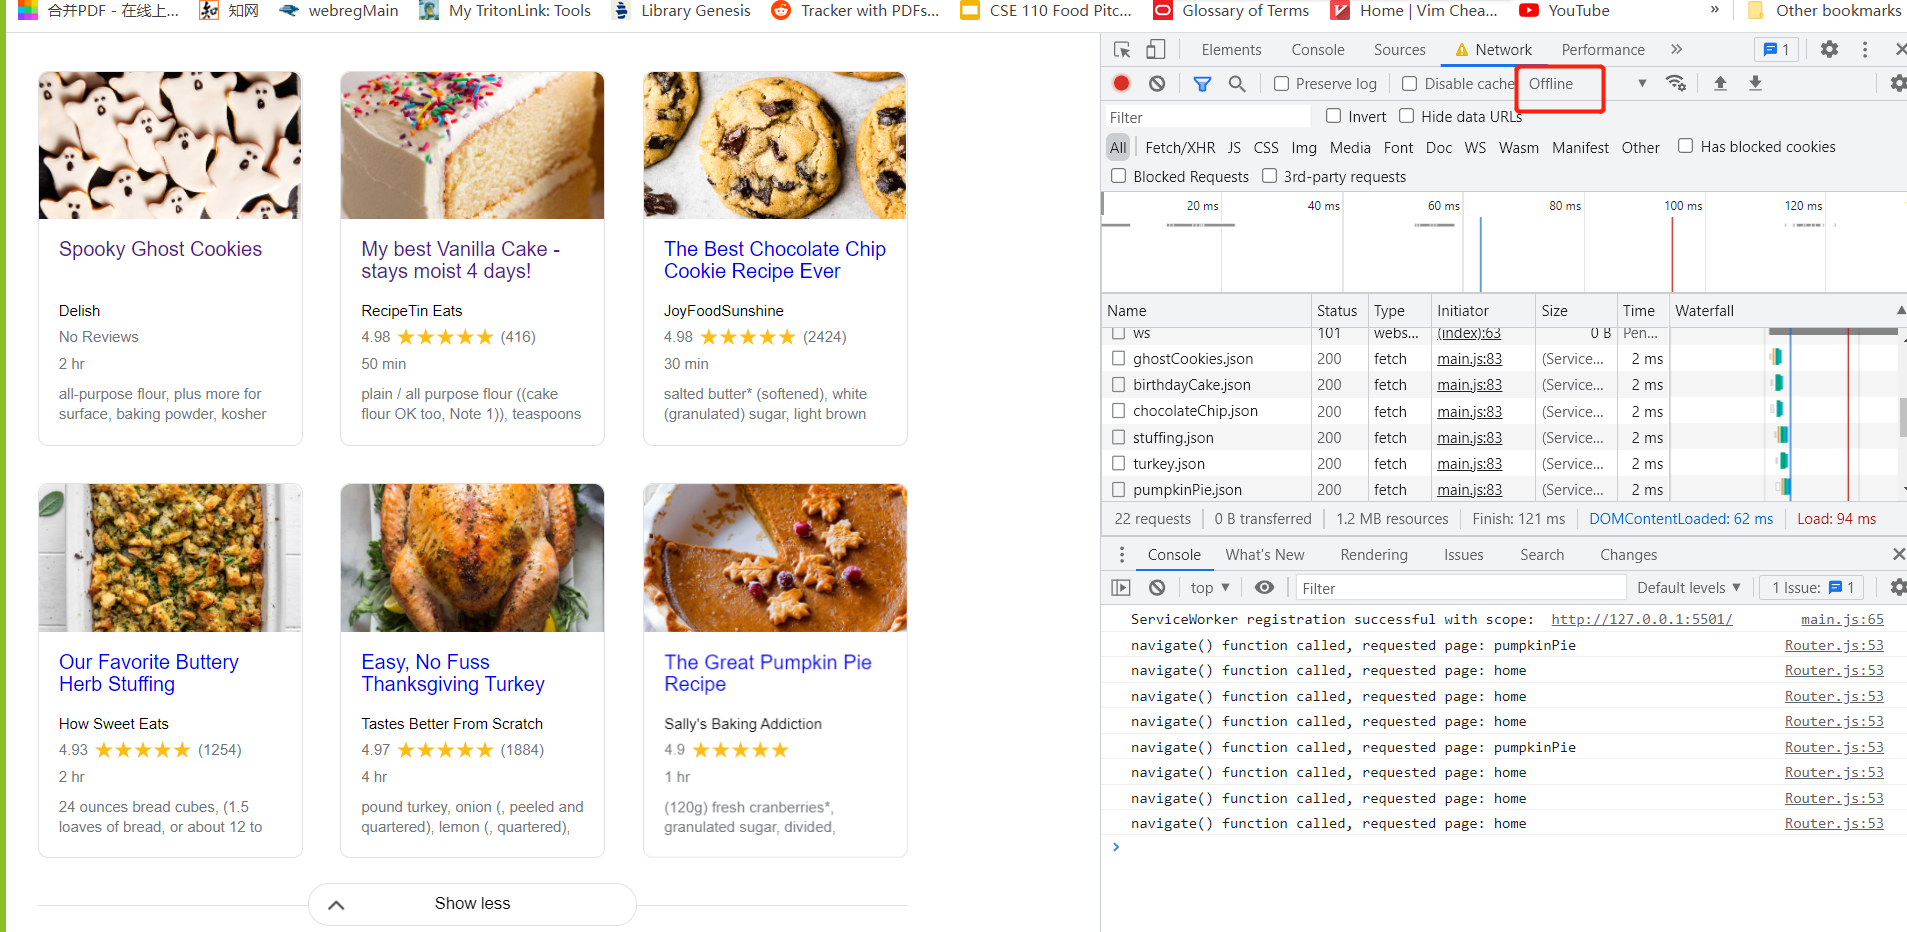 合并PDF - 在线上... 知网 webregMain My TritonLink: Tools Library Genesis Tracker with PDFs... CSE 110 Food Pitc... Glossary of Terms Home | Vim Chea... YouTube » Other bookmarks
Elements Console Sources Network Performance » 1
Preserve log Disable cache Offline
Filter Invert Hide data URLs
All Fetch/XHR JS CSS Img Media Font Doc WS Wasm Manifest Other Has blocked cookies
Blocked Requests 3rd-party requests
20 ms 40 ms 60 ms 80 ms 100 ms 120 ms
Name Status Type Initiator Size Time Waterfall
ws 101 webs... (index):63 0 B Pen...
ghostCookies.json 200 fetch main.js:83 (Service... 2 ms
birthdayCake.json 200 fetch main.js:83 (Service... 2 ms
chocolateChip.json 200 fetch main.js:83 (Service... 2 ms
stuffing.json 200 fetch main.js:83 (Service... 2 ms
turkey.json 200 fetch main.js:83 (Service... 2 ms
pumpkinPie.json 200 fetch main.js:83 (Service... 2 ms
22 requests 0 B transferred 1.2 MB resources Finish: 121 ms DOMContentLoaded: 62 ms Load: 94 ms
Console What's New Rendering Issues Search Changes
top Filter Default levels 1 Issue: 1
ServiceWorker registration successful with scope: http://127.0.0.1:5501/ main.js:65
navigate() function called, requested page: pumpkinPie Router.js:53
navigate() function called, requested page: home Router.js:53
navigate() function called, requested page: home Router.js:53
navigate() function called, requested page: home Router.js:53
navigate() function called, requested page: pumpkinPie Router.js:53
navigate() function called, requested page: home Router.js:53
navigate() function called, requested page: home Router.js:53
navigate() function called, requested page: home Router.js:53
Spooky Ghost Cookies
Delish
No Reviews
2 hr
all-purpose flour, plus more for
surface, baking powder, kosher
My best Vanilla Cake -
stays moist 4 days!
RecipeTin Eats
4.98 ★★★★★ (416)
50 min
plain / all purpose flour ((cake
flour OK too, Note 1)), teaspoons
The Best Chocolate Chip
Cookie Recipe Ever
JoyFoodSunshine
4.98 ★★★★★ (2424)
30 min
salted butter* (softened), white
(granulated) sugar, light brown
Our Favorite Buttery
Herb Stuffing
How Sweet Eats
4.93 ★★★★★ (1254)
2 hr
24 ounces bread cubes, (1.5
loaves of bread, or about 12 to
Easy, No Fuss
Thanksgiving Turkey
Tastes Better From Scratch
4.97 ★★★★★ (1884)
4 hr
pound turkey, onion (, peeled and
quartered), lemon (, quartered),
The Great Pumpkin Pie
Recipe
Sally's Baking Addiction
4.9 ★★★★★
1 hr
(120g) fresh cranberries*,
granulated sugar, divided,
Show less